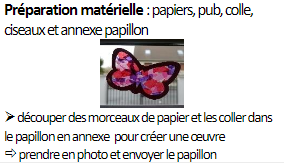 Préparation matérielle : papiers, pub, colle,
ciseaux et annexe papillon
➢ découper des morceaux de papier et les coller dans
le papillon en annexe pour créer une œuvre
⇨ prendre en photo et envoyer le papillon